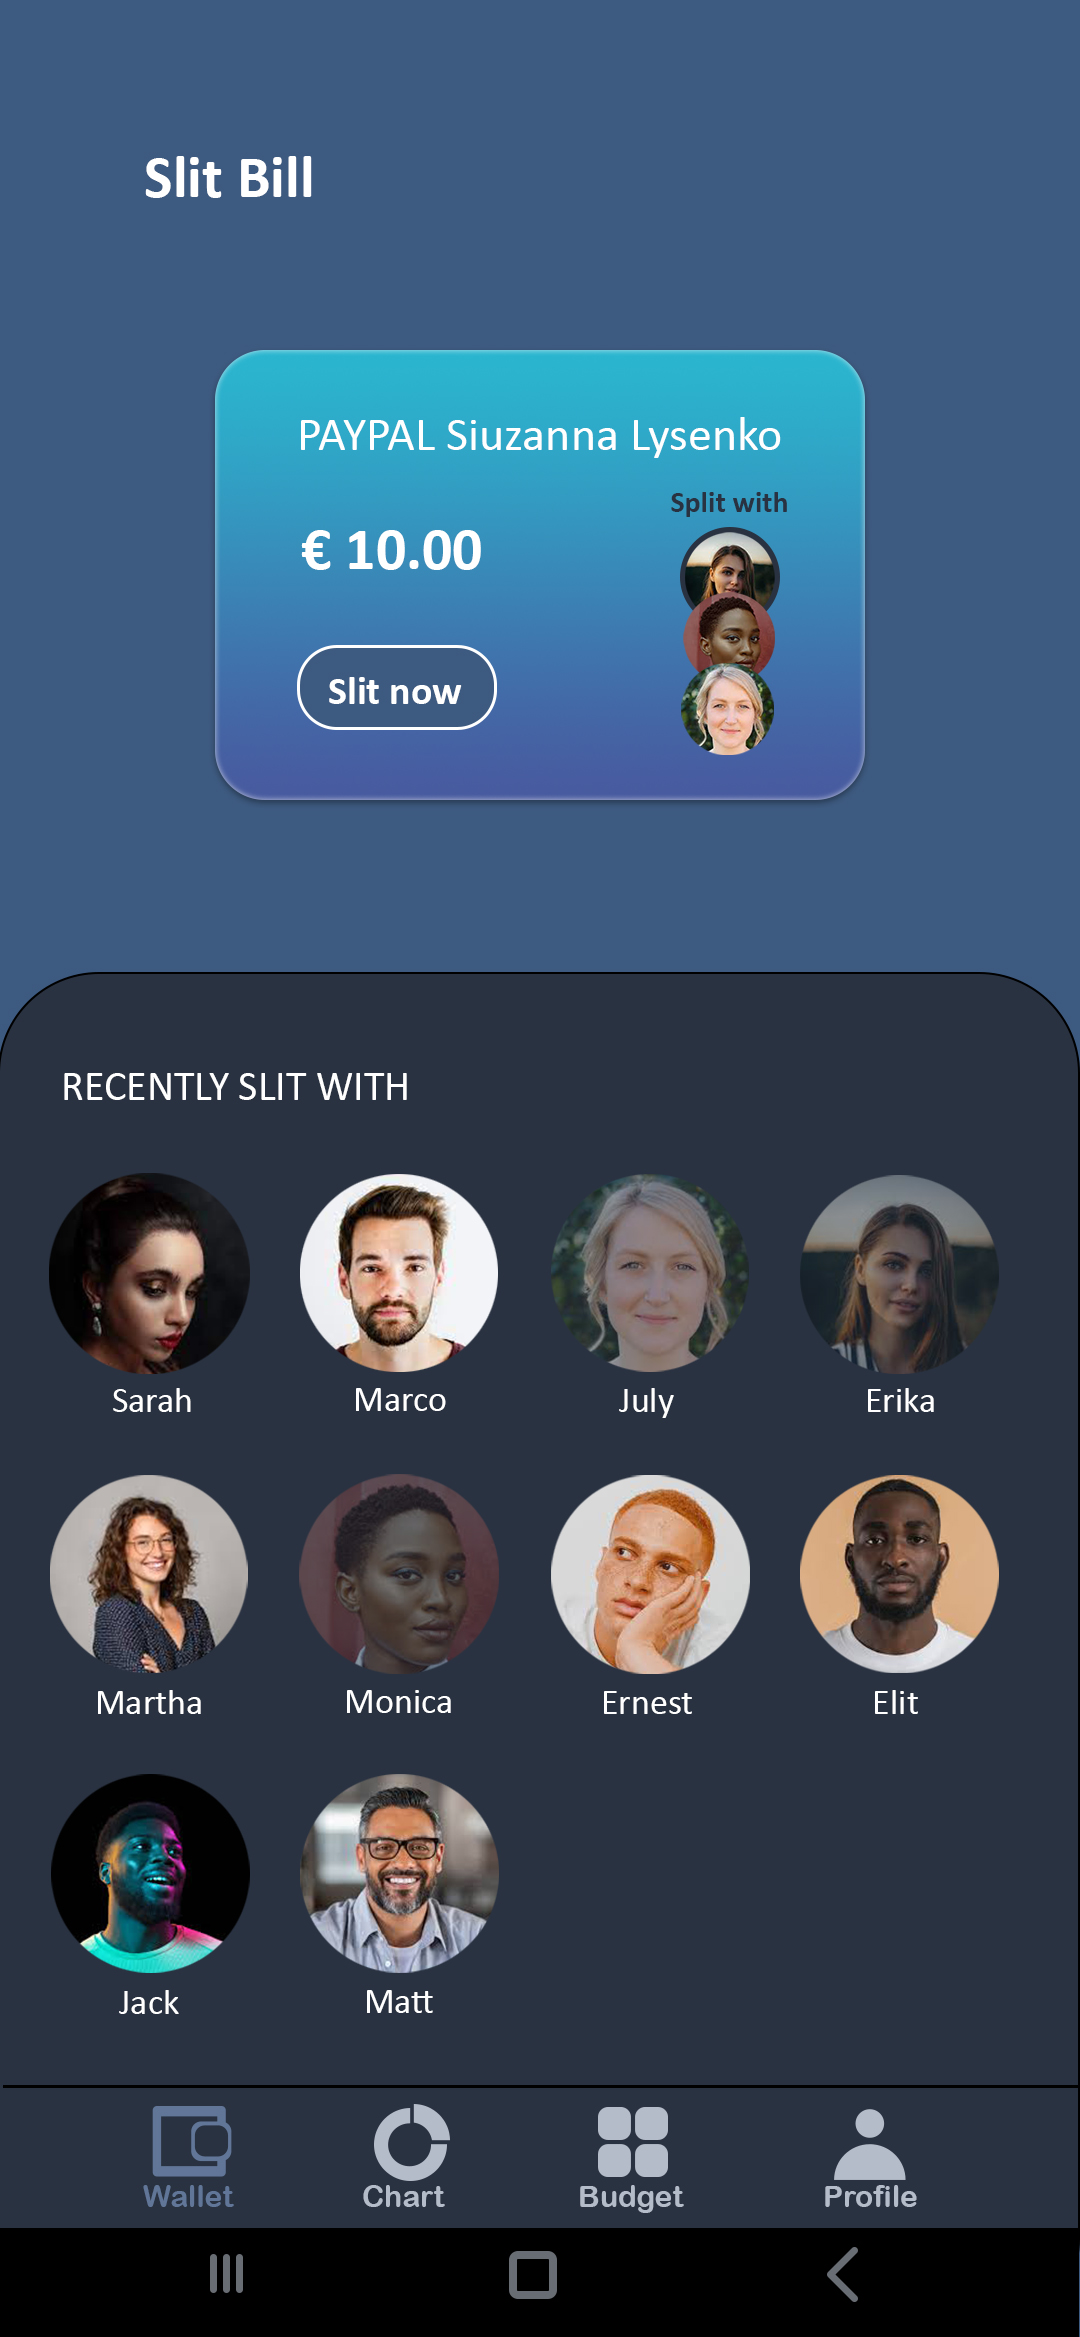 Slit Bill
PAYPAL Siuzanna Lysenko
Split with
€ 10.00
Slit now
RECENTLY SLIT WITH
Sarah
Marco
July
Erika
Martha
Monica
Ernest
Elit
Jack
Matt
Wallet
Chart
Budget
Profile